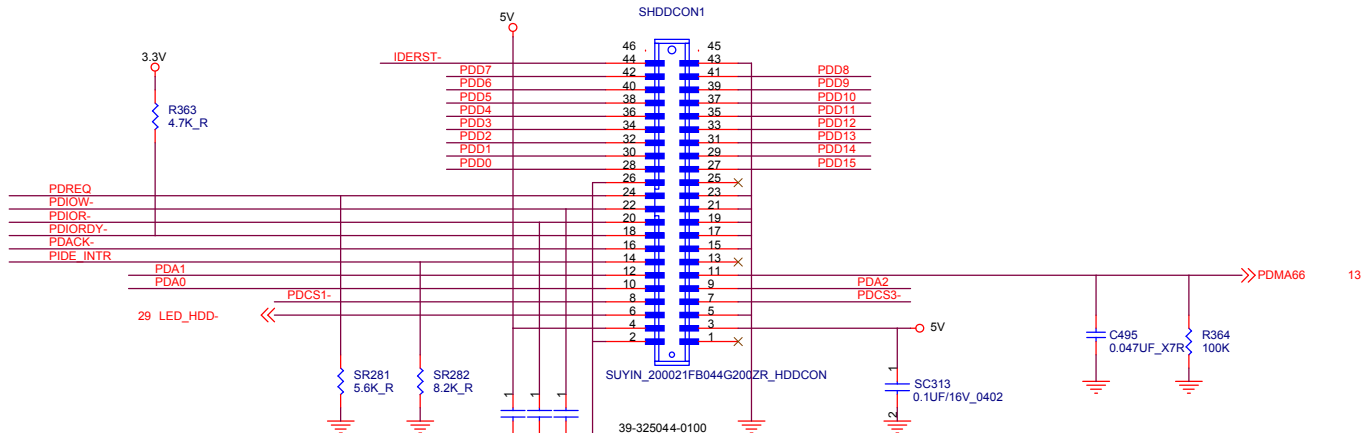 SHDDCON1
5V
3.3V
R363
4.7K_R
46 45
IDERST- 44 43
PDD7 42 41 PDD8
PDD6 40 39 PDD9
PDD5 38 37 PDD10
PDD4 36 35 PDD11
PDD3 34 33 PDD12
PDD2 32 31 PDD13
PDD1 30 29 PDD14
PDD0 28 27 PDD15
26 25
PDREQ 24 23
PDIOW- 22 21
PDIOR- 20 19
PDIORDY- 18 17
PDACK- 16 15
PIDE_INTR 14 13
PDA1 12 11 PDMA66 13
PDA0 10 9 PDA2
PDCS1- 8 7 PDCS3-
29 LED_HDD- 6 5
4 3 5V
2 1
C495
0.047UF_X7R
R364
100K
SUYIN_200021FB044G200ZR_HDDCON
SR281
5.6K_R
SR282
8.2K_R
1 1 1
1
SC313
0.1UF/16V_0402
2
39-325044-0100